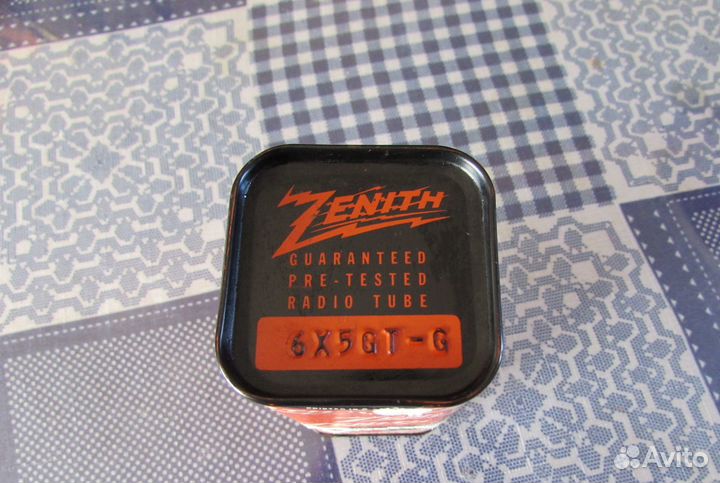 ZENITH
GUARANTEED
PRE-TESTED
RADIO TUBE
6X5GT-G
Avito